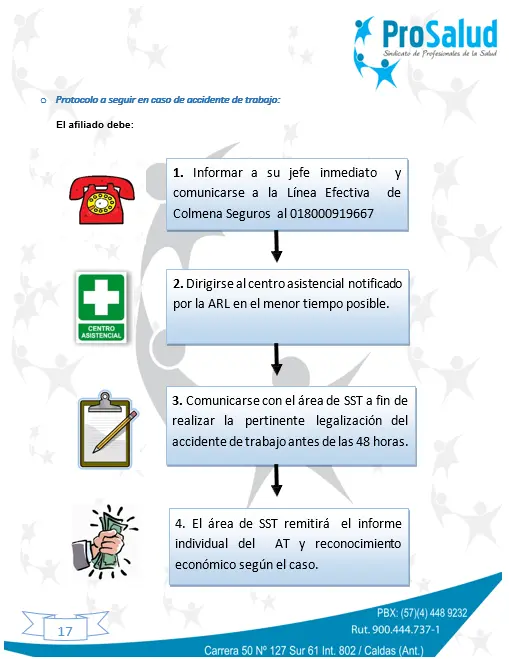 ProSalud
Sindicato de Profesionales de la Salud
o Protocolo a seguir en caso de accidente de trabajo:
El afiliado debe:
1. Informar a su jefe inmediato y
comunicarse a la Línea Efectiva de
Colmena Seguros al 018000919667
CENTRO
ASISTENCIAL
2. Dirigirse al centro asistencial notificado
por la ARL en el menor tiempo posible.
3. Comunicarse con el área de SST a fin de
realizar la pertinente legalización del
accidente de trabajo antes de las 48 horas.
4. El área de SST remitirá el informe
individual del AT y reconocimiento
económico según el caso.
17
PBX: (57)(4) 448 9232
Rut. 900.444.737-1
Carrera 50 Nº 127 Sur 61 Int. 802 / Caldas (Ant.)